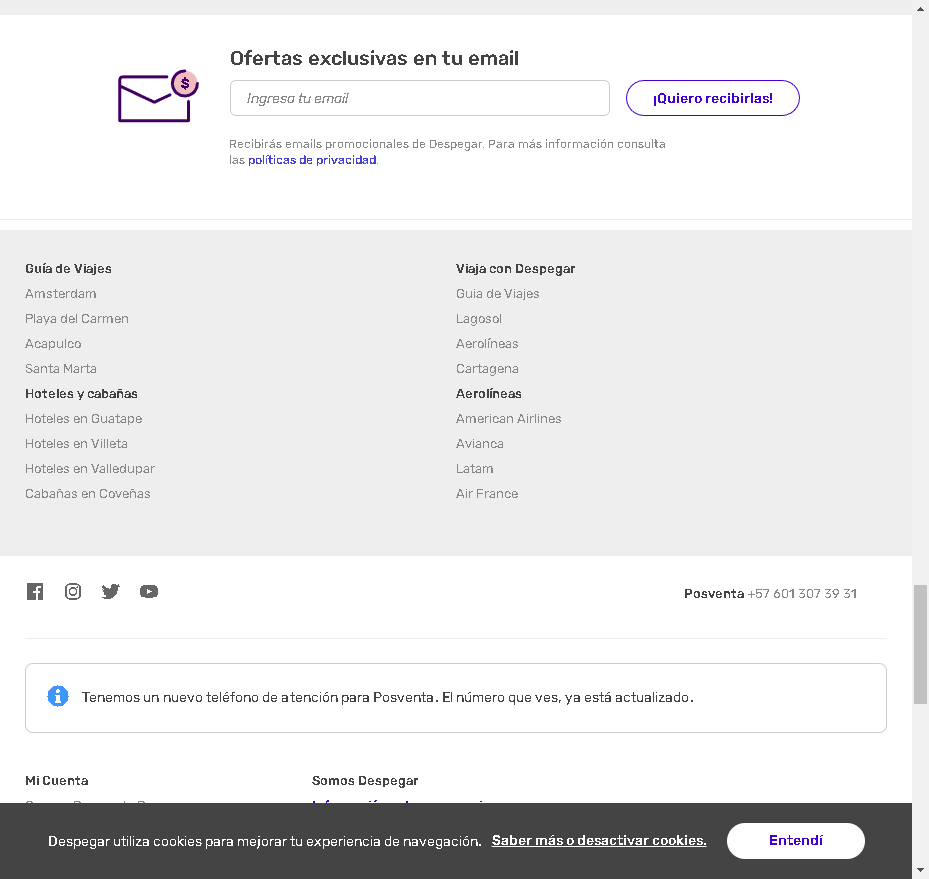 Ofertas exclusivas en tu email
$
Ingresa tu email
¡Quiero recibirlas!
Recibirás emails promocionales de Despegar. Para más información consulta
las políticas de privacidad.
Guía de Viajes
Amsterdam
Playa del Carmen
Acapulco
Santa Marta
Hoteles y cabañas
Hoteles en Guatape
Hoteles en Villeta
Hoteles en Valledupar
Cabañas en Coveñas
Viaja con Despegar
Guia de Viajes
Lagosol
Aerolíneas
Cartagena
Aerolíneas
American Airlines
Avianca
Latam
Air France
Posventa +57 601 307 39 31
Tenemos un nuevo teléfono de atención para Posventa. El número que ves, ya está actualizado.
Mi Cuenta
Somos Despegar
Despegar utiliza cookies para mejorar tu experiencia de navegación. Saber más o desactivar cookies.
Entendí